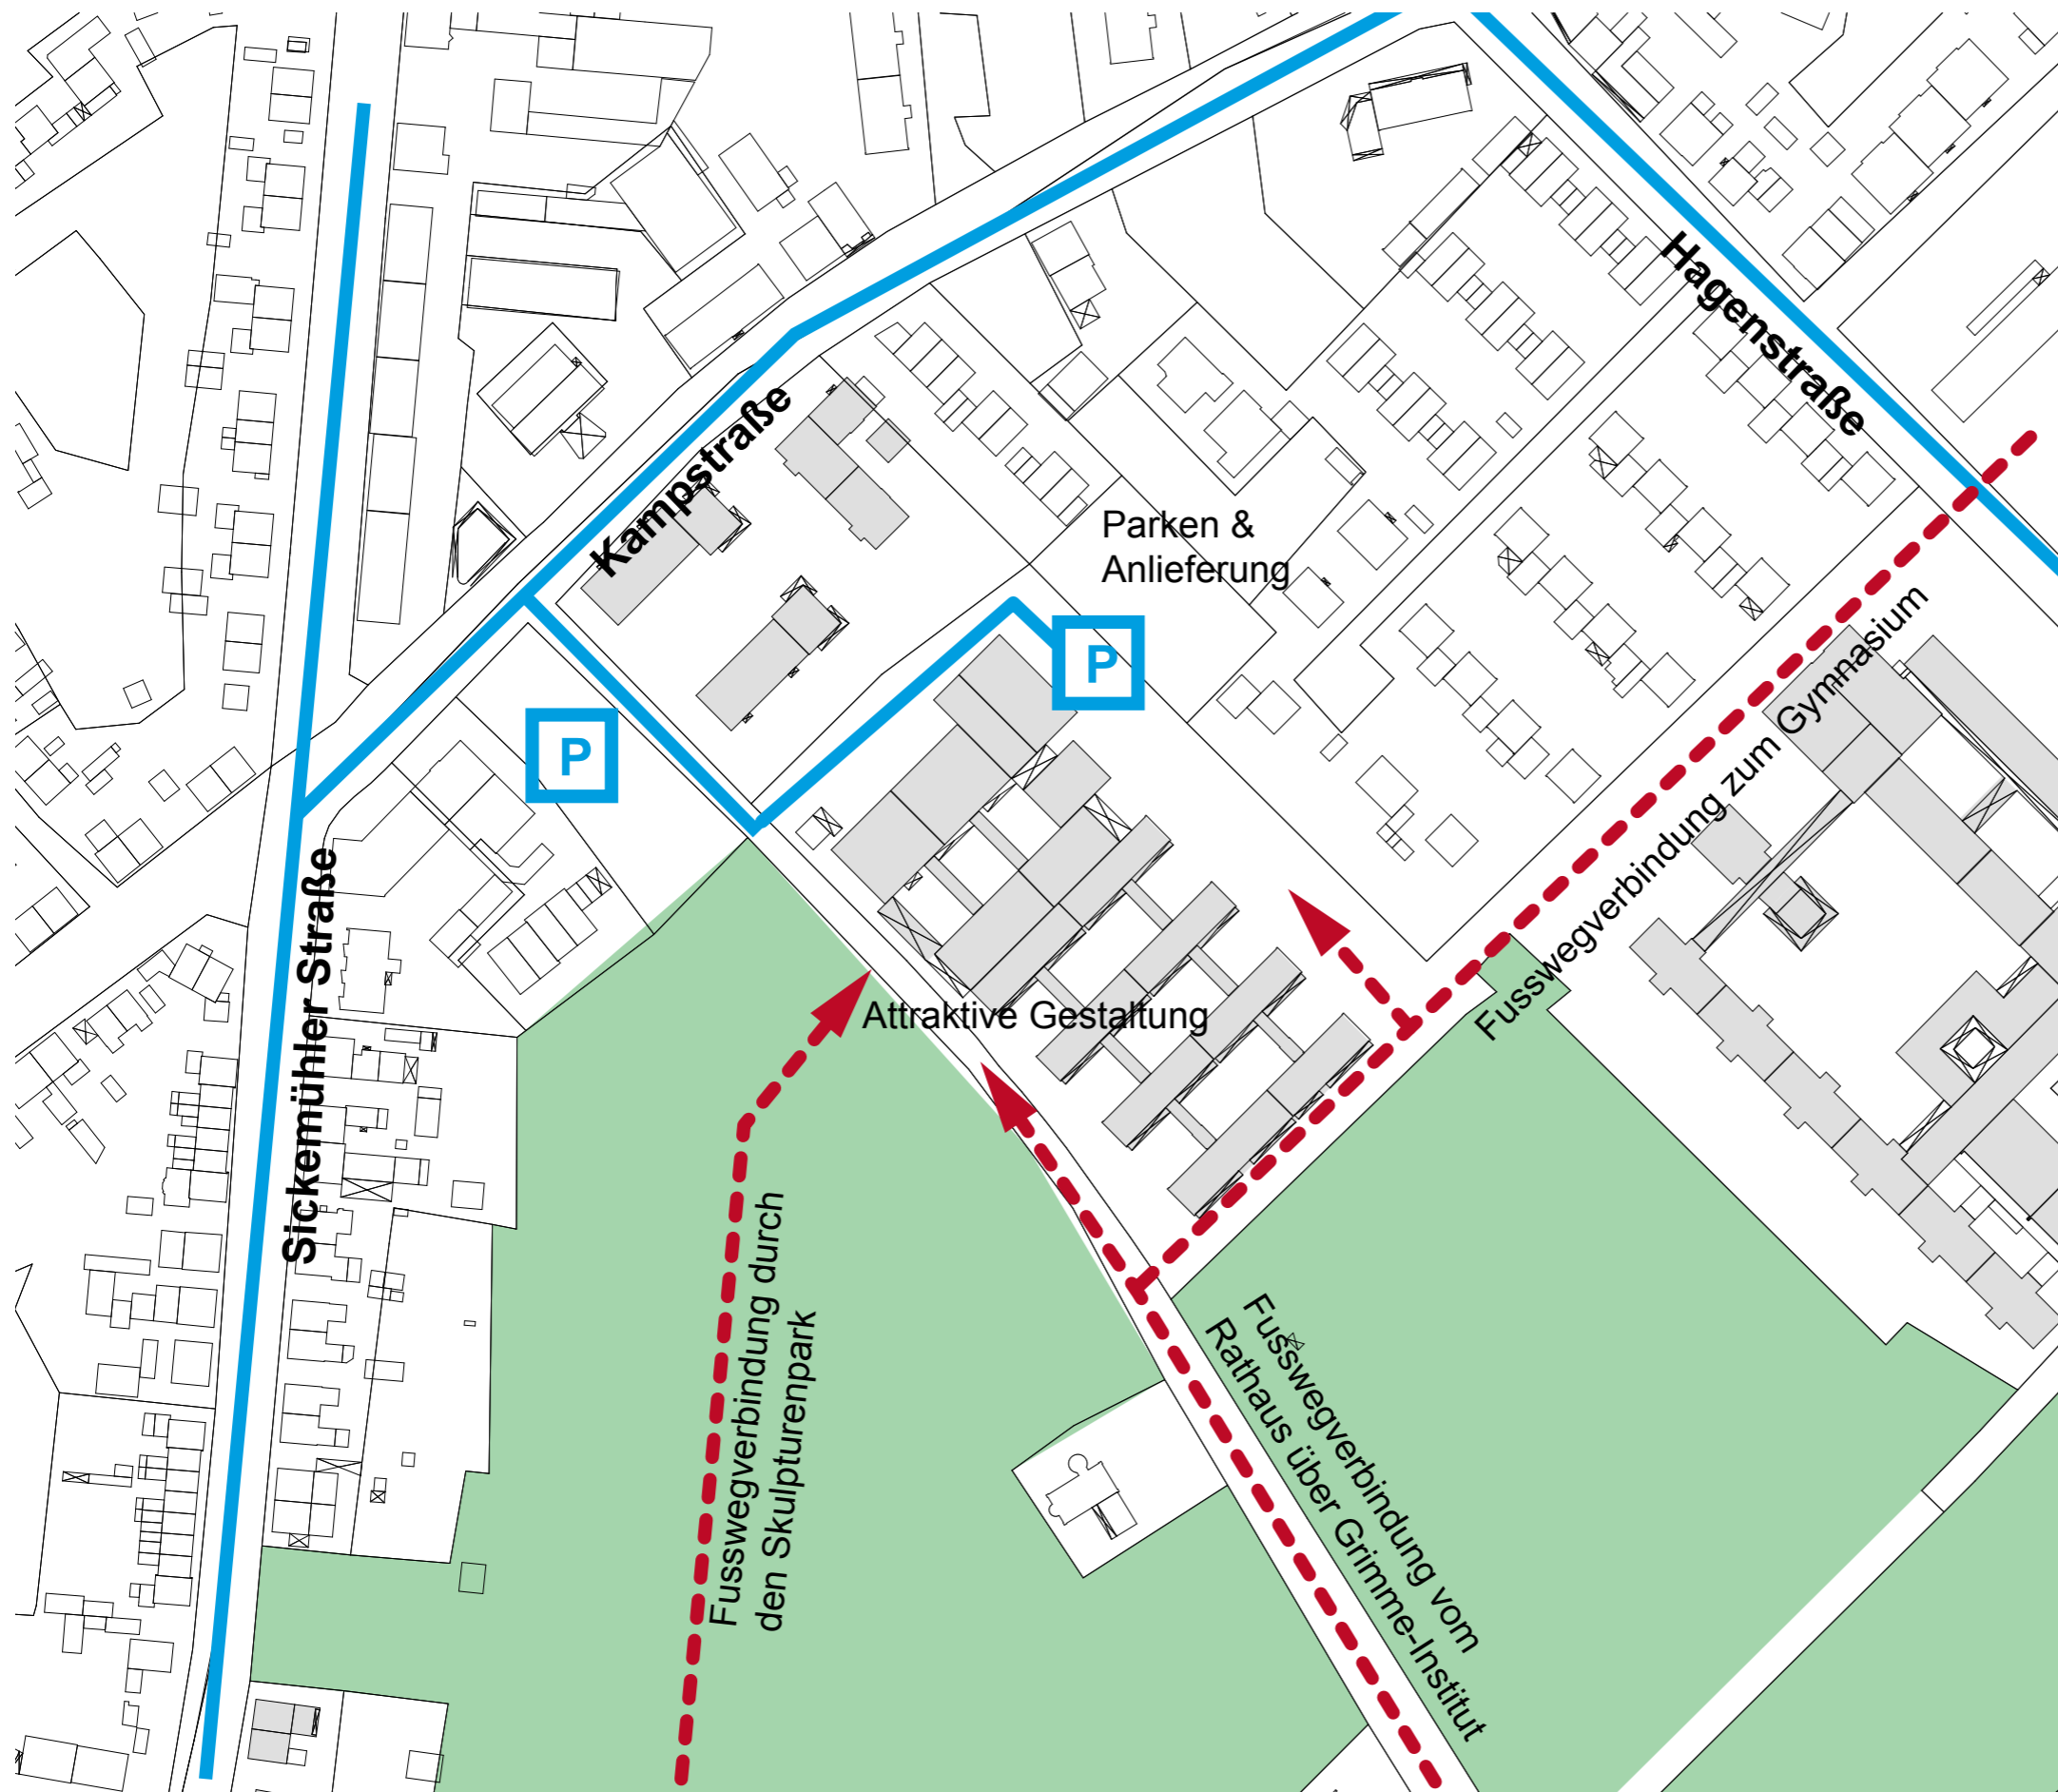 Hagenstraße
Kampstraße
Parken &
Anlieferung
P
P
Fusswegverbindung zum Gymnasium
Sickemühler Straße
Attraktive Gestaltung
Fusswegverbindung durch
den Skulpturenpark
Fusswegverbindung vom
Rathaus über Grimme-Institut